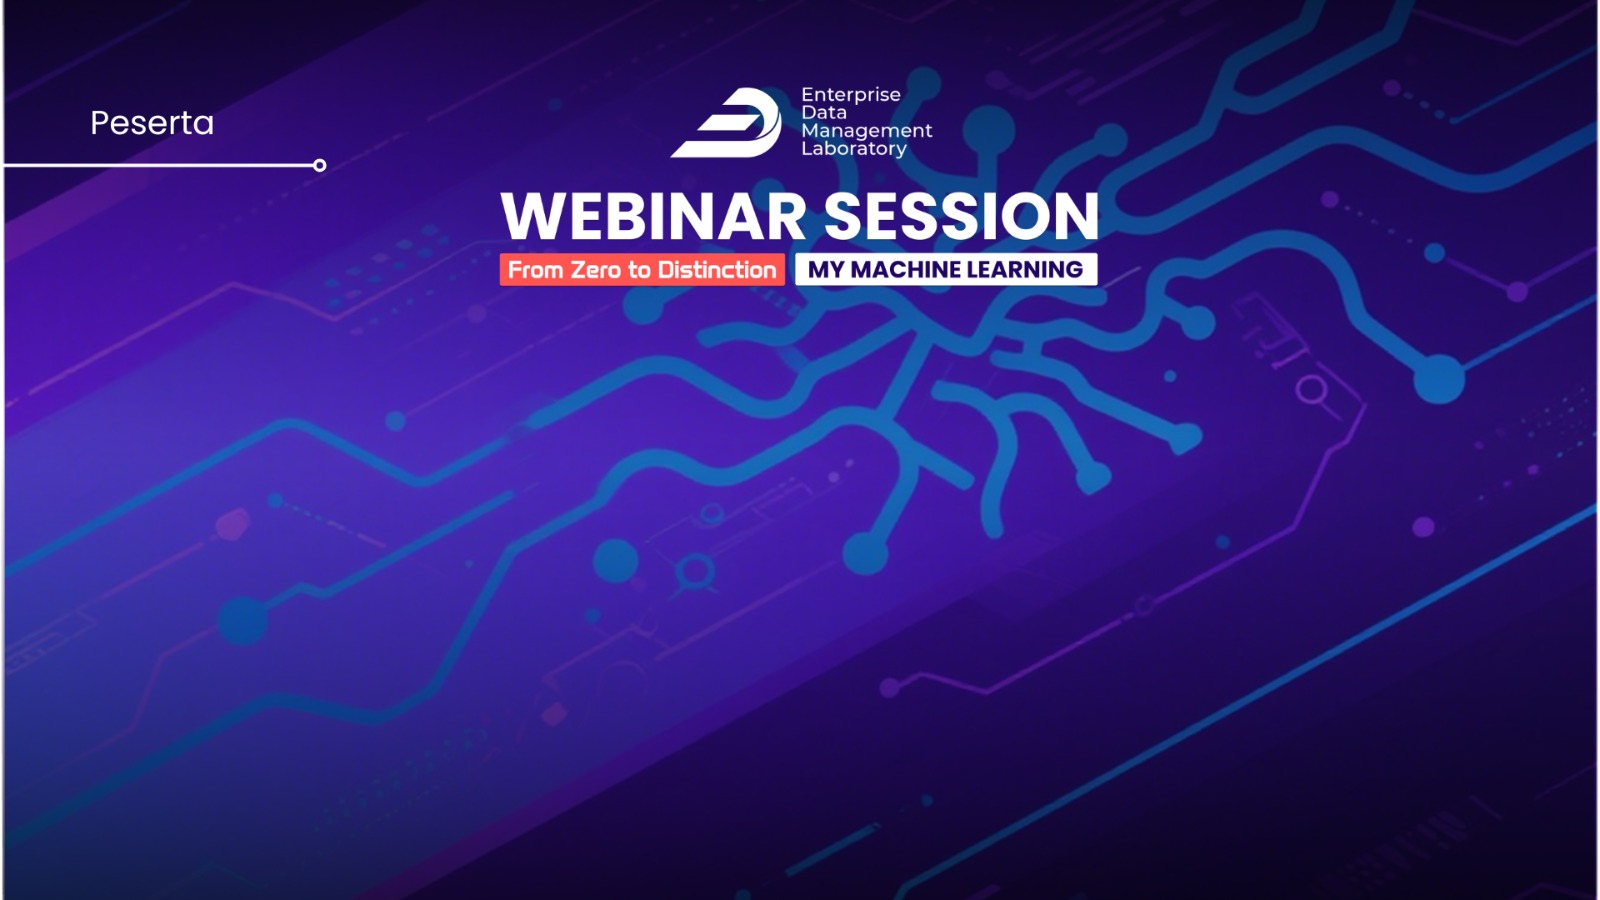 Peserta
Enterprise
Data
Management
Laboratory
WEBINAR SESSION
From Zero to Distinction
MY MACHINE LEARNING